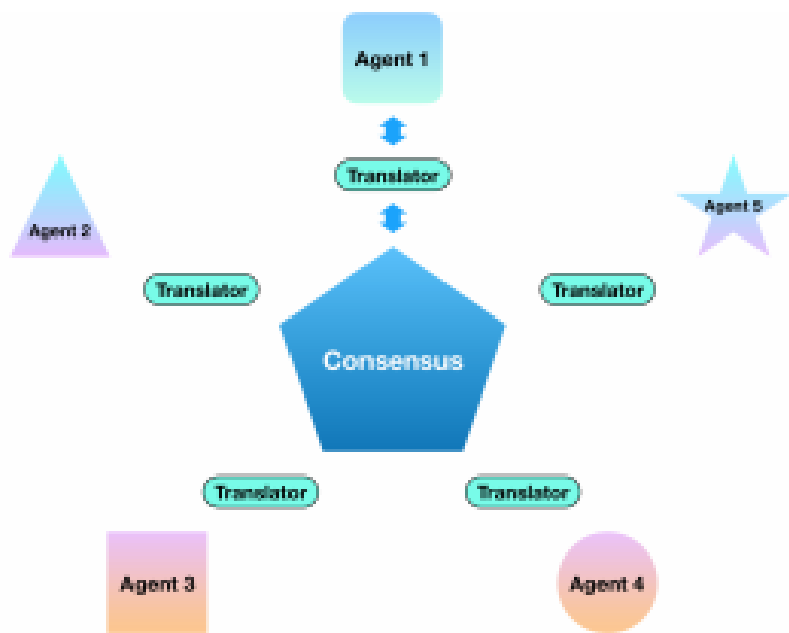 Agent 1
Translator
Agent 2
Agent 5
Translator
Translator
Consensus
Translator
Translator
Agent 3
Agent 4